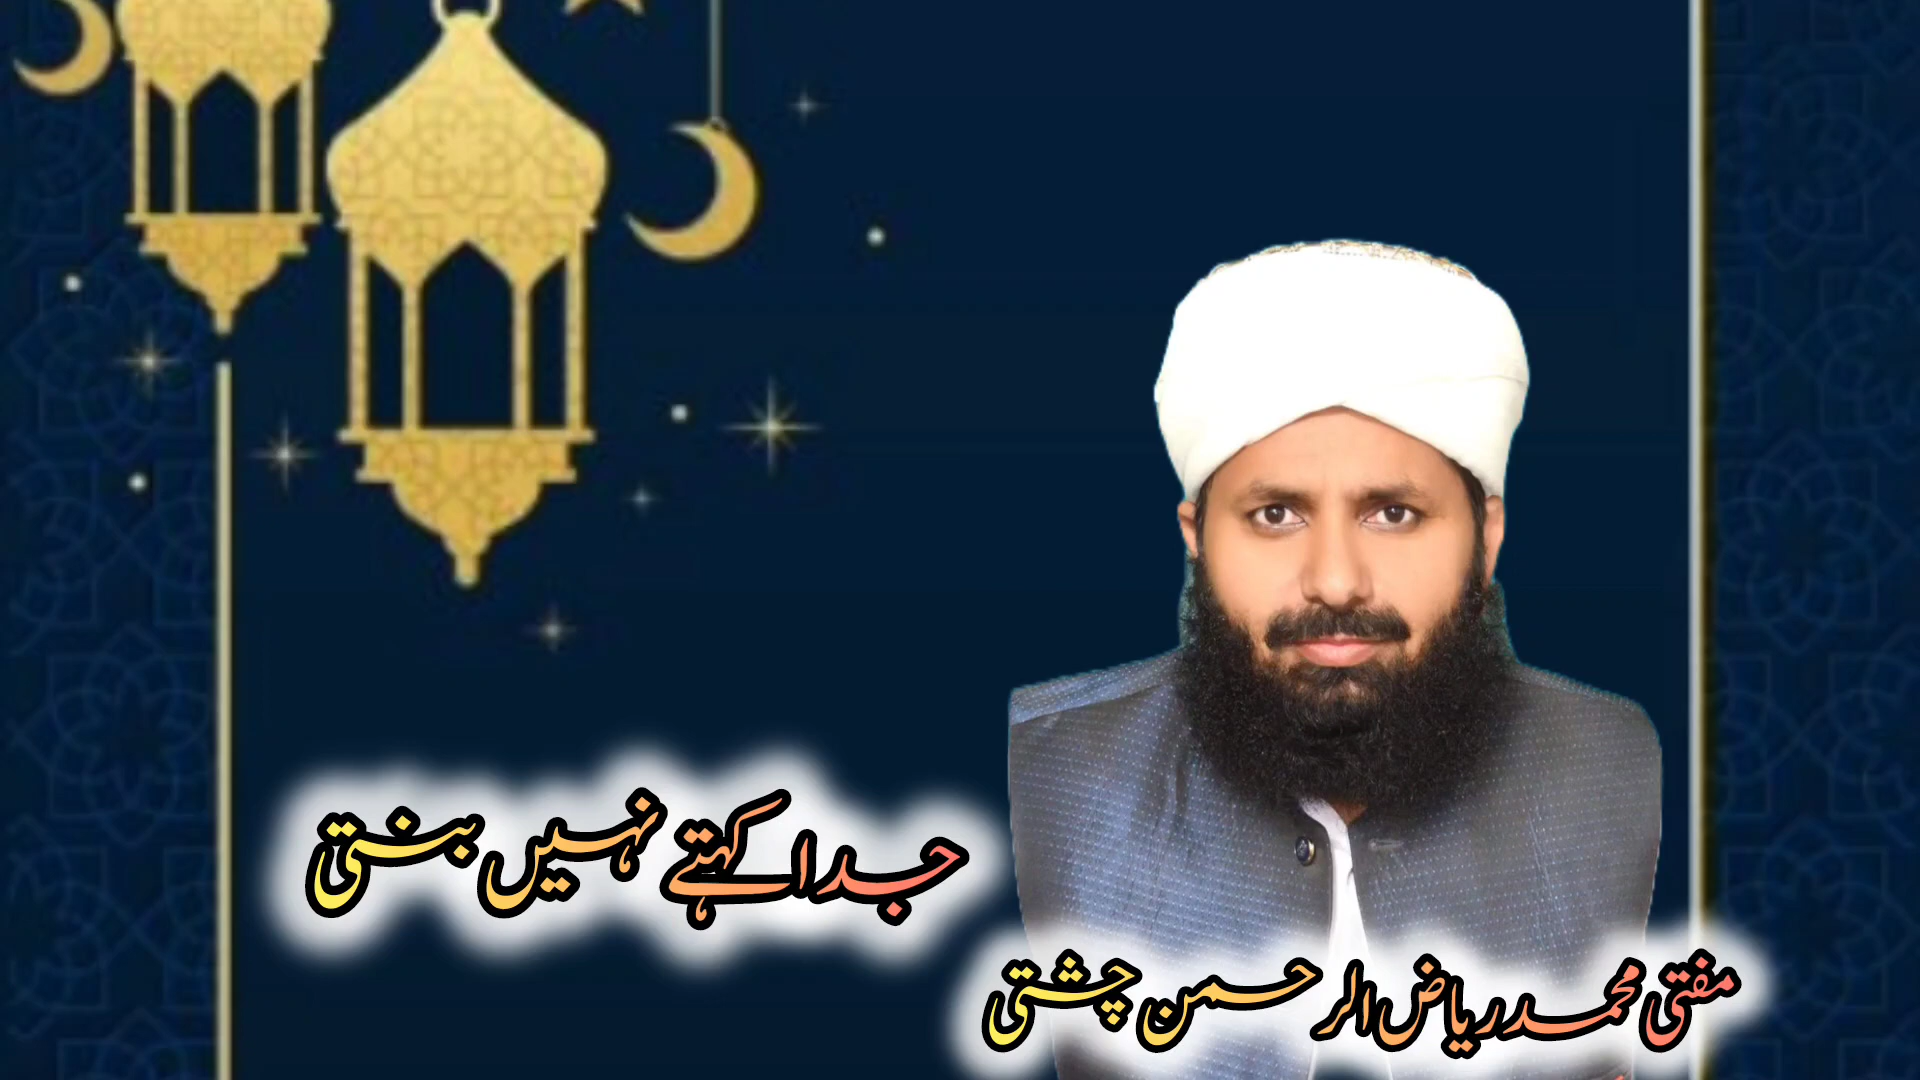 جدا کہتے نہیں بنتی
مفتی محمد ریاض الرحمن چشتی